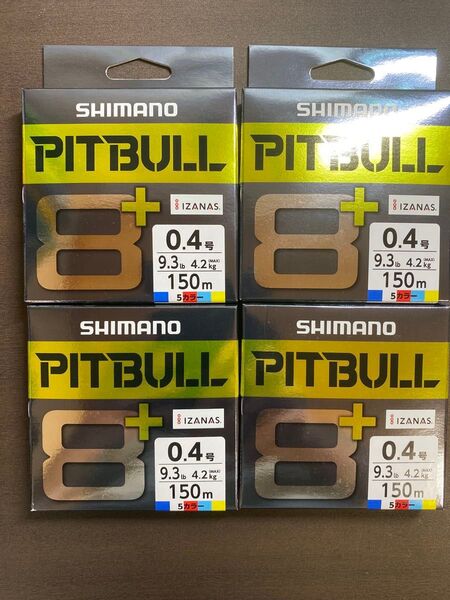 SHIMANO
PITBULL
8+
IZANAS
0.4号
9.3lb 4.2kg (MAX)
150m
5カラー
SHIMANO
PITBULL
8+
IZANAS
0.4号
9.3lb 4.2kg (MAX)
150m
5カラー
SHIMANO
PITBULL
8+
IZANAS
0.4号
9.3lb 4.2kg (MAX)
150m
5カラー
SHIMANO
PITBULL
8+
IZANAS
0.4号
9.3lb 4.2kg (MAX)
150m
5カラー